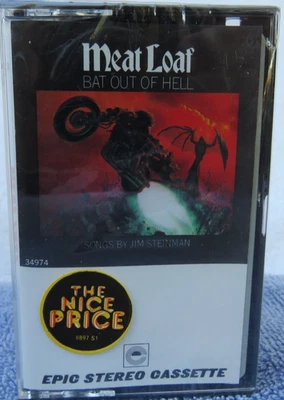 Meat Loaf
BAT OUT OF HELL
SONGS BY JIM STEINMAN
34974
THE
NICE
PRICE
EPIC STEREO CASSETTE